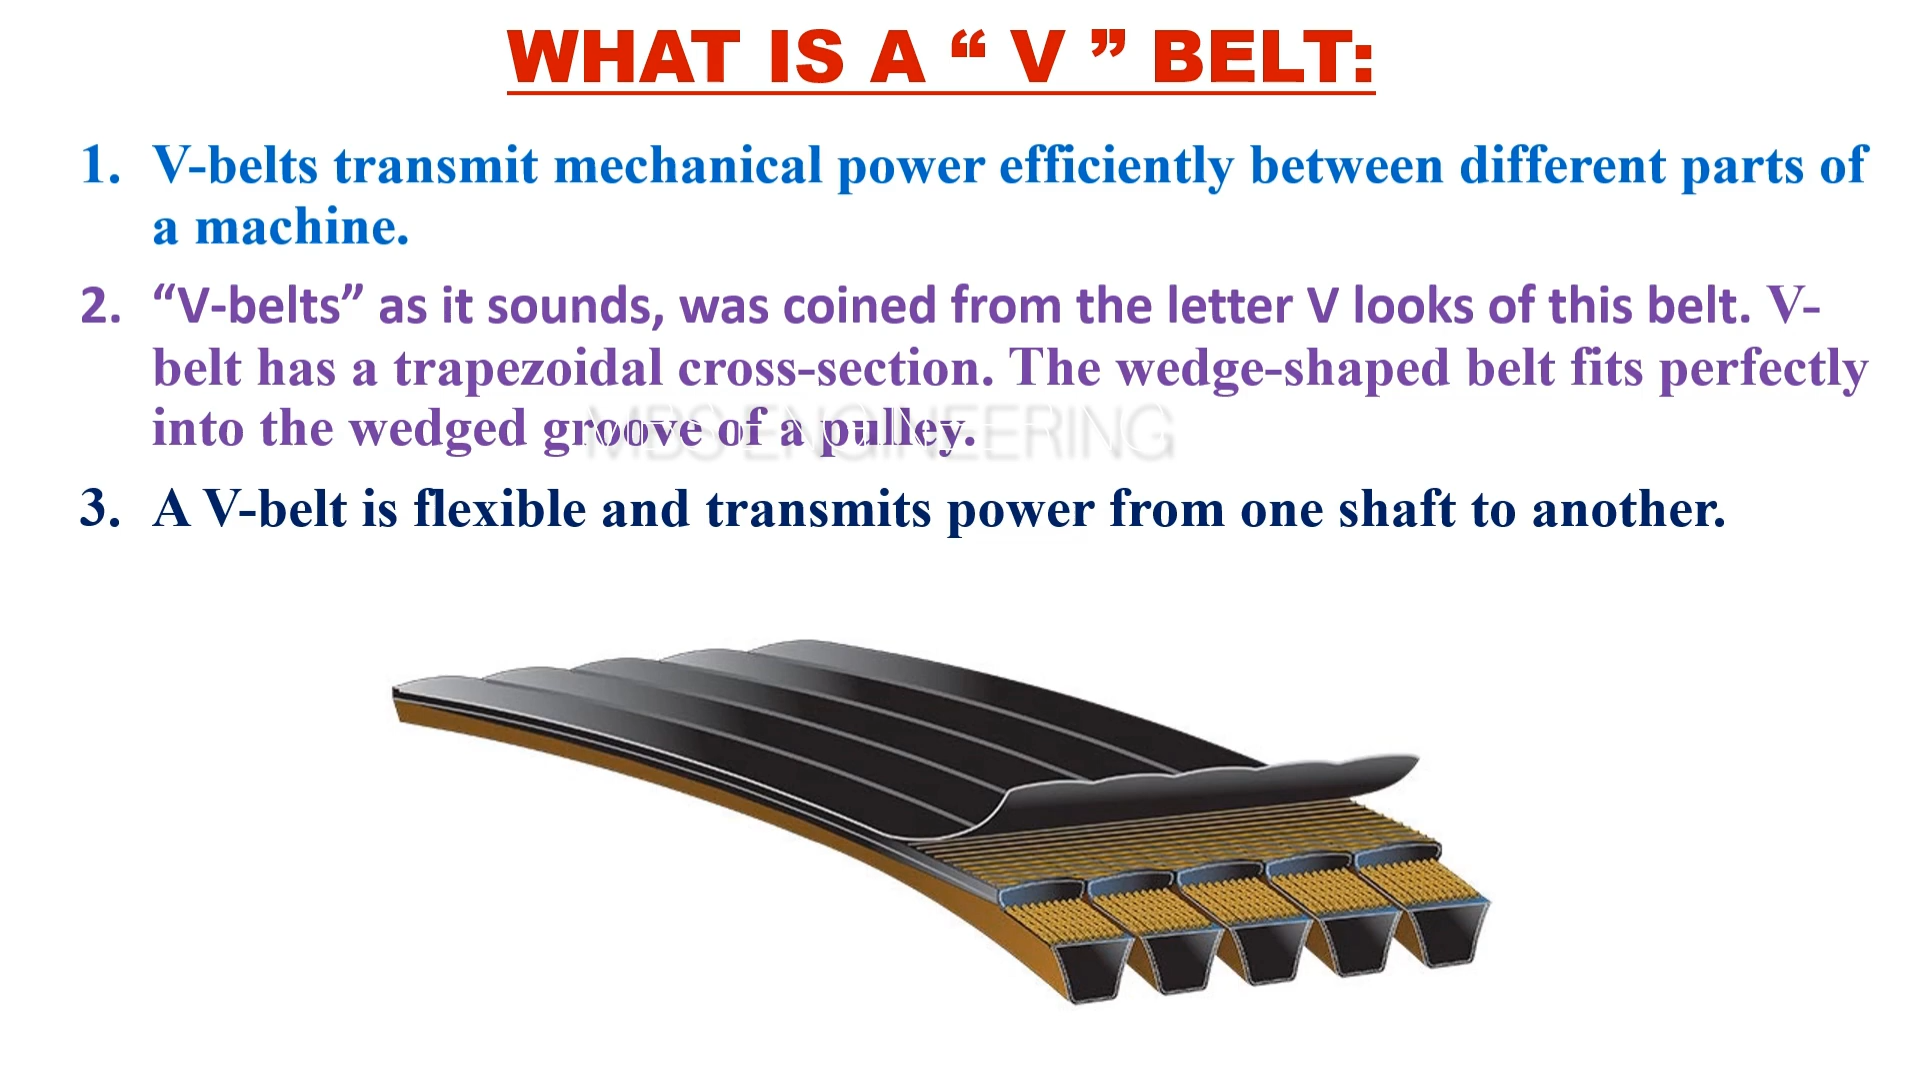 WHAT IS A “ V ” BELT:
1. V-belts transmit mechanical power efficiently between different parts of
a machine.
2. “V-belts” as it sounds, was coined from the letter V looks of this belt. V-
belt has a trapezoidal cross-section. The wedge-shaped belt fits perfectly
into the wedged groove of a pulley.
MBS ENGINEERING
3. A V-belt is flexible and transmits power from one shaft to another.